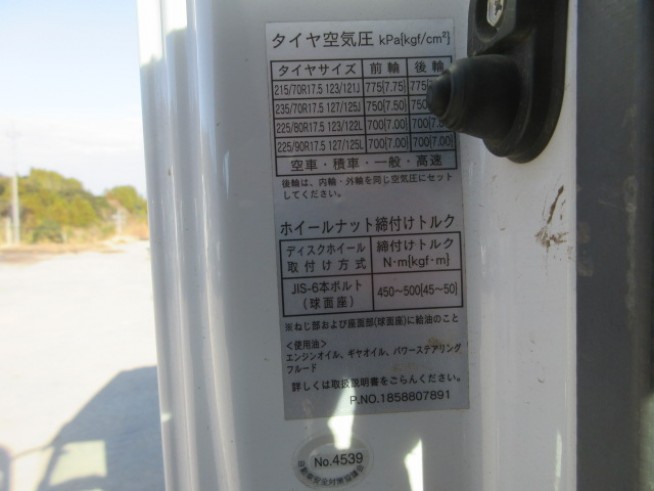 タイヤ空気圧 kPa{kgf/cm²}
タイヤサイズ 前輪 後輪
215/70R17.5 123/121J 775{7.75} 775
235/70R17.5 127/125J 750{7.50} 750
225/80R17.5 123/122L 700{7.00} 700
225/90R17.5 127/125L 700{7.00} 700{7.00}
空車・積車・一般・高速
後輪は、内輪・外輪を同じ空気圧にセット
してください。
ホイールナット締付けトルク
ディスクホイール 締付けトルク
取付け方式 N・m{kgf・m}
JIS-6本ボルト
(球面座) 450~500{45~50}
※ねじ部および座面部(球面座)に給油のこと
<使用油>
エンジンオイル、ギヤオイル、パワーステアリング
フルード
詳しくは取扱説明書をごらんください。
P.NO.1858807891
No.4539